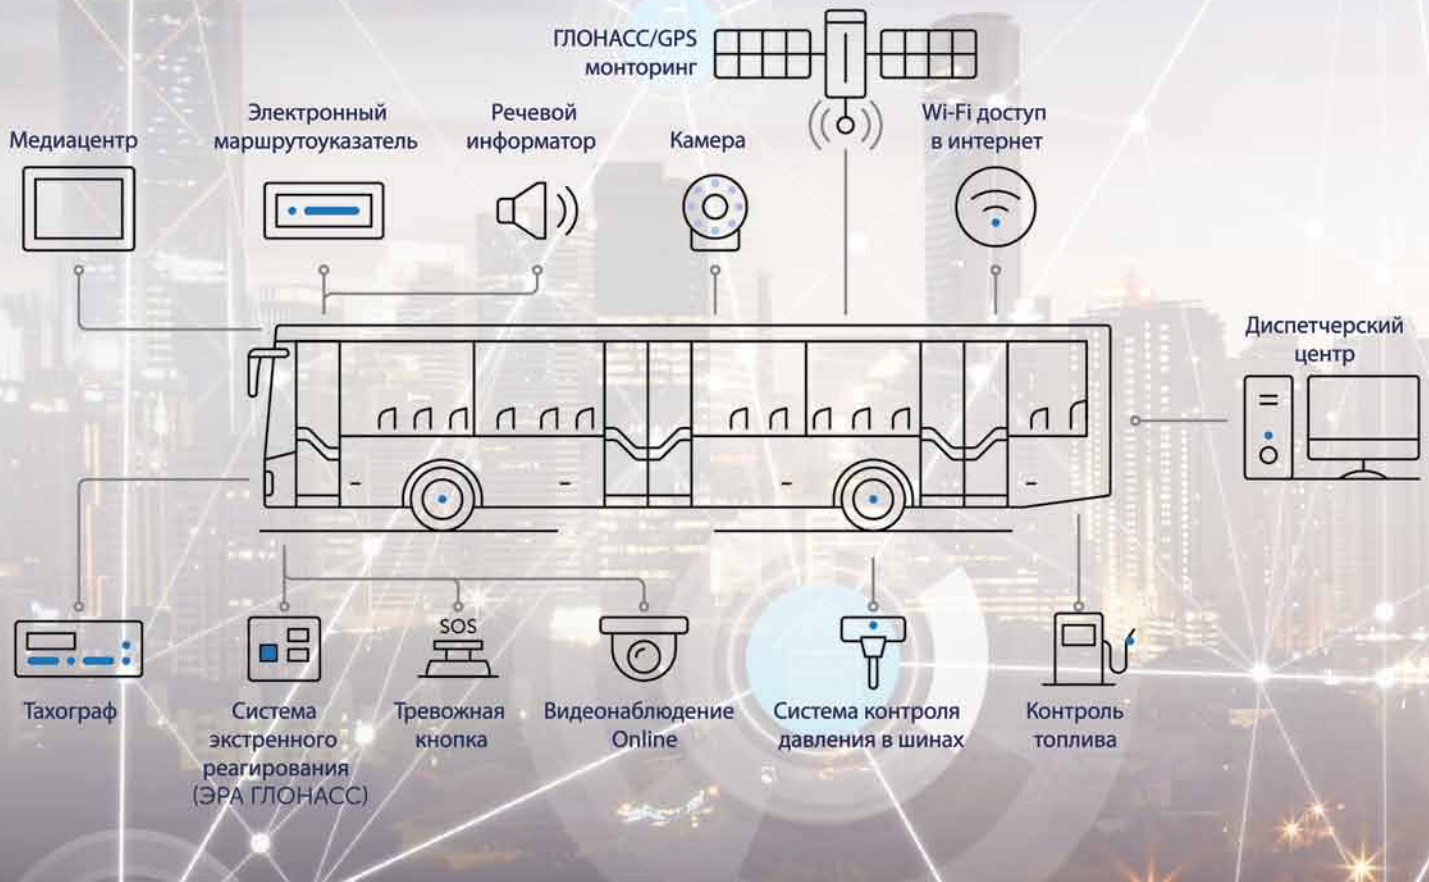 ГЛОНАСС/GPS
монторинг
Медиацентр
Электронный
маршрутоуказатель
Речевой
информатор
Камера
Wi-Fi доступ
в интернет
Диспетчерский
центр
Тахограф
Система
экстренного
реагирования
(ЭРА ГЛОНАСС)
SOS
Тревожная
кнопка
Видеонаблюдение
Online
Система контроля
давления в шинах
Контроль
топлива